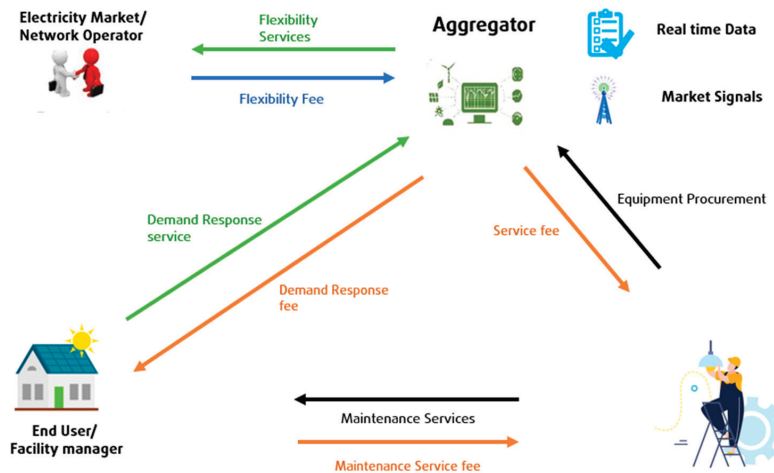 Electricity Market/
Network Operator
Flexibility
Services
Flexibility Fee
Aggregator
Real time Data
Market Signals
Equipment Procurement
Service fee
Demand Response
service
Demand Response
fee
End User/
Facility manager
Maintenance Services
Maintenance Service fee